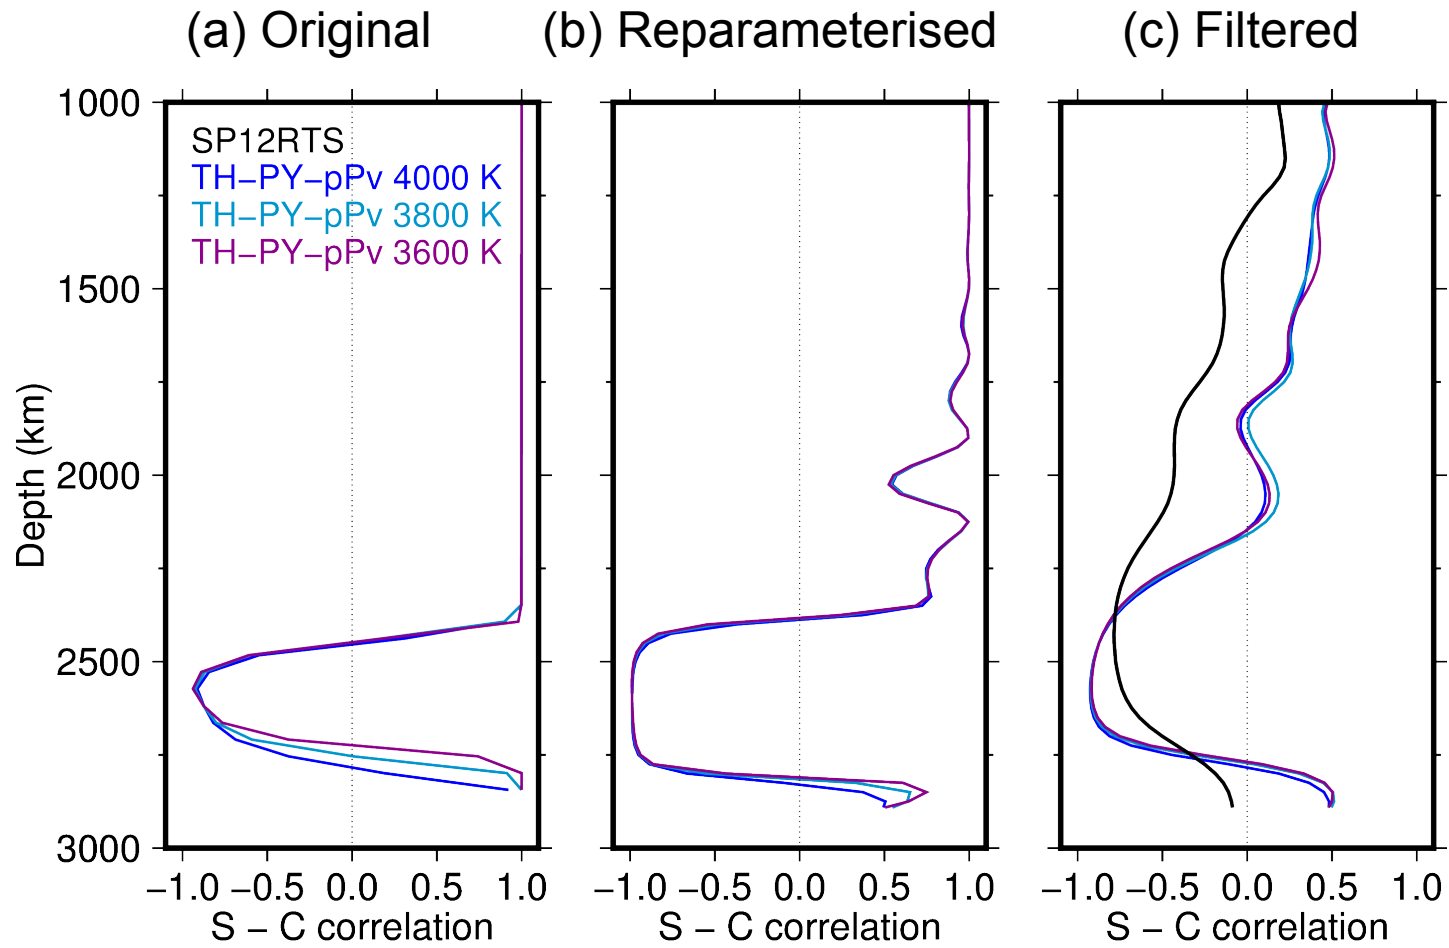 (a) Original
(b) Reparameterised
(c) Filtered
SP12RTS
TH−PY−pPv 4000 K
TH−PY−pPv 3800 K
TH−PY−pPv 3600 K
Depth (km)
1000
1500
2000
2500
3000
−1.0 −0.5 0.0 0.5 1.0
−1.0 −0.5 0.0 0.5 1.0
−1.0 −0.5 0.0 0.5 1.0
S − C correlation
S − C correlation
S − C correlation